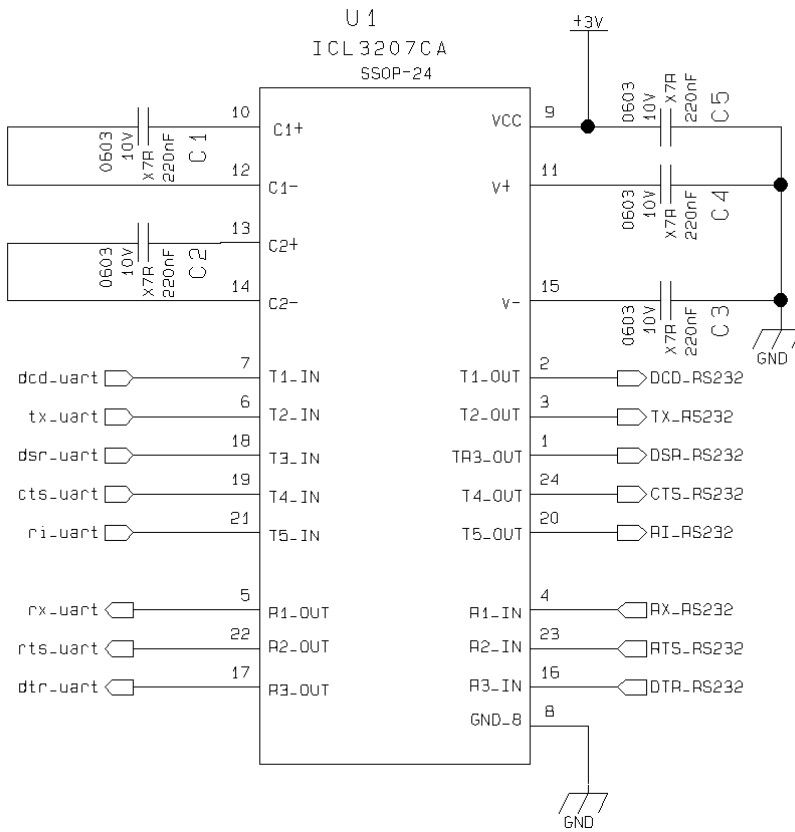 U1
ICL3207CA
SSOP-24
+3V
10
C1+
12
C1-
13
C2+
14
C2-
0603
10V
X7R
220nF
C1
0603
10V
X7R
220nF
C2
VCC
9
V+
11
V-
15
0603
10V
X7R
220nF
C5
0603
10V
X7R
220nF
C4
0603
10V
X7R
220nF
C3
GND
dcd_uart 7 T1_IN T1_OUT 2 DCD_RS232
tx_uart 6 T2_IN T2_OUT 3 TX_RS232
dsr_uart 18 T3_IN TR3_OUT 1 DSR_RS232
cts_uart 19 T4_IN T4_OUT 24 CTS_RS232
ri_uart 21 T5_IN T5_OUT 20 RI_RS232
rx_uart 5 R1_OUT R1_IN 4 RX_RS232
rts_uart 22 R2_OUT R2_IN 23 RTS_RS232
dtr_uart 17 R3_OUT R3_IN 16 DTR_RS232
GND_8 8
GND